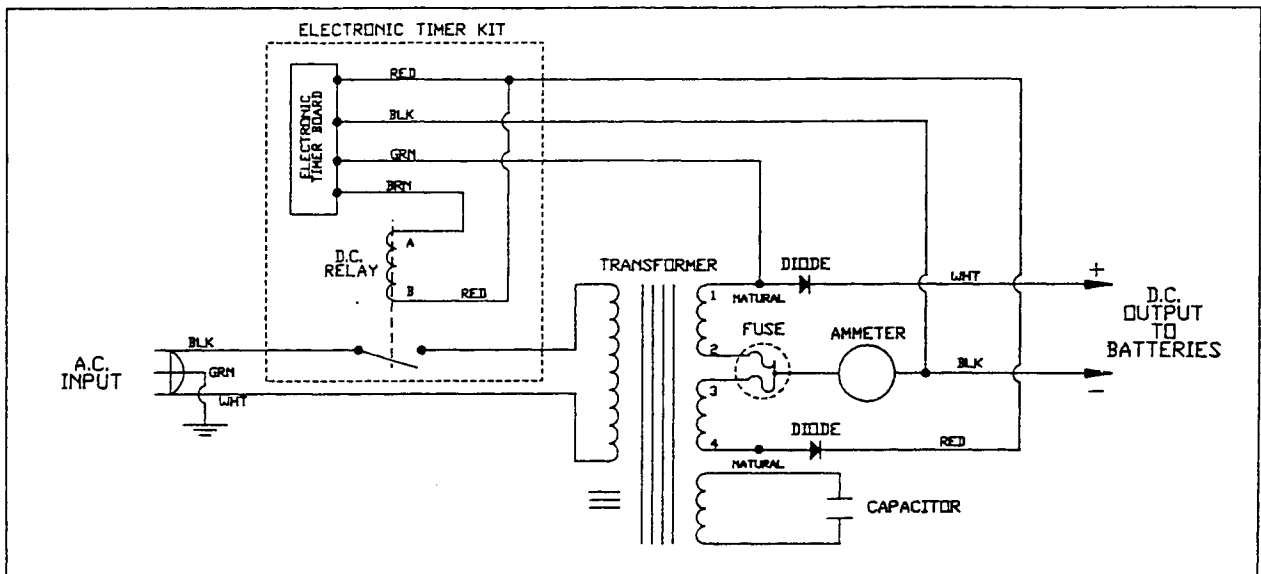 ELECTRONIC TIMER KIT
ELECTRONIC
TIMER BOARD
RED
BLK
GRN
BRN
A
D.C.
RELAY
B
RED
TRANSFORMER
DIODE
WHT
+
1
NATURAL
D.C.
OUTPUT
TO
BATTERIES
FUSE
AMMETER
2
BLK
A.C.
INPUT
BLK
GRN
WHT
3
−
DIODE
4
RED
NATURAL
CAPACITOR